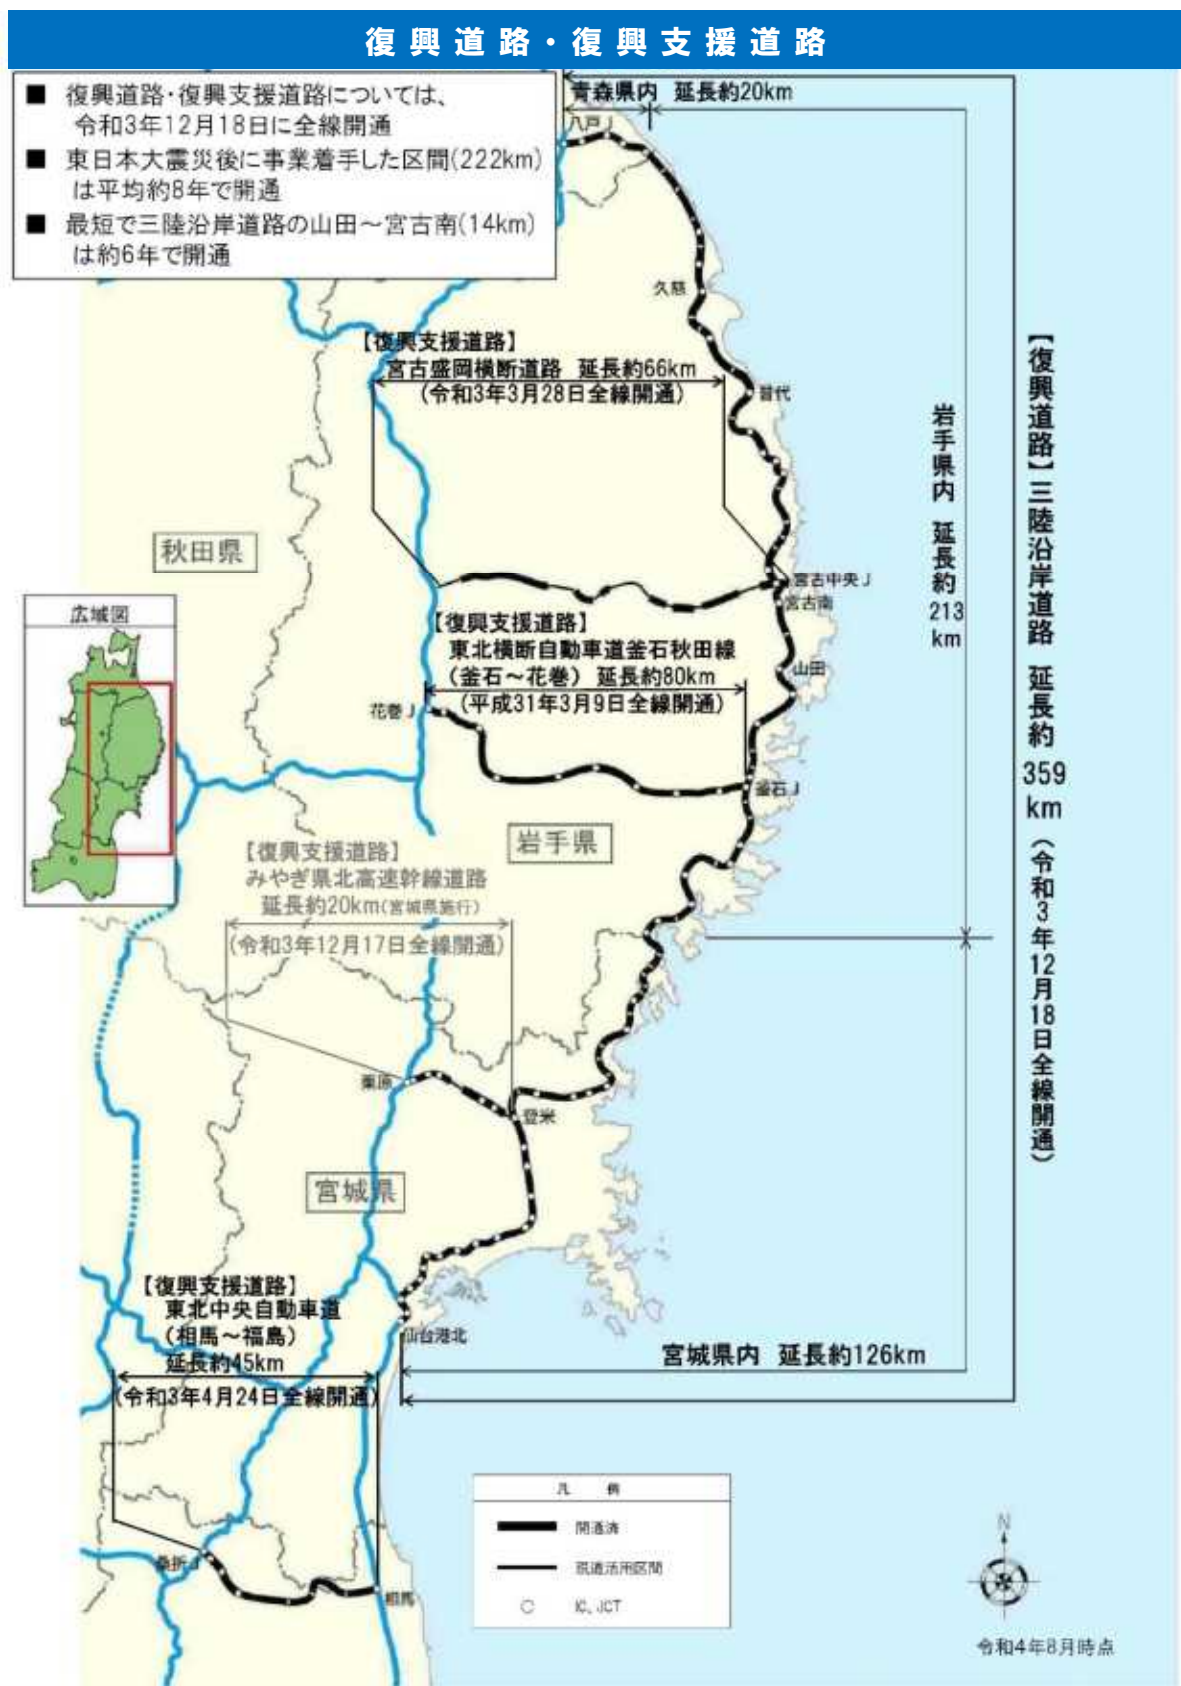 復興道路・復興支援道路
■ 復興道路・復興支援道路については、
令和3年12月18日に全線開通
■ 東日本大震災後に事業着手した区間(222km)
は平均約8年で開通
■ 最短で三陸沿岸道路の山田～宮古南(14km)
は約6年で開通
青森県内 延長約20km
八戸J
久慈
【復興支援道路】
宮古盛岡横断道路 延長約66km
(令和3年3月28日全線開通)
普代
岩手県内 延長約213km
【復興道路】三陸沿岸道路 延長約359km(令和3年12月18日全線開通)
秋田県
宮古中央J
宮古南
広域図
【復興支援道路】
東北横断自動車道釜石秋田線
(釜石～花巻) 延長約80km
(平成31年3月9日全線開通)
山田
花巻J
釜石J
岩手県
【復興支援道路】
みやぎ県北高速幹線道路
延長約20km(宮城県施行)
(令和3年12月17日全線開通)
栗原
登米
宮城県
【復興支援道路】
東北中央自動車道
(相馬～福島)
延長約45km
(令和3年4月24日全線開通)
仙台港北
宮城県内 延長約126km
桑折J
相馬
凡 例
開通済
現道活用区間
IC、JCT
N
令和4年8月時点